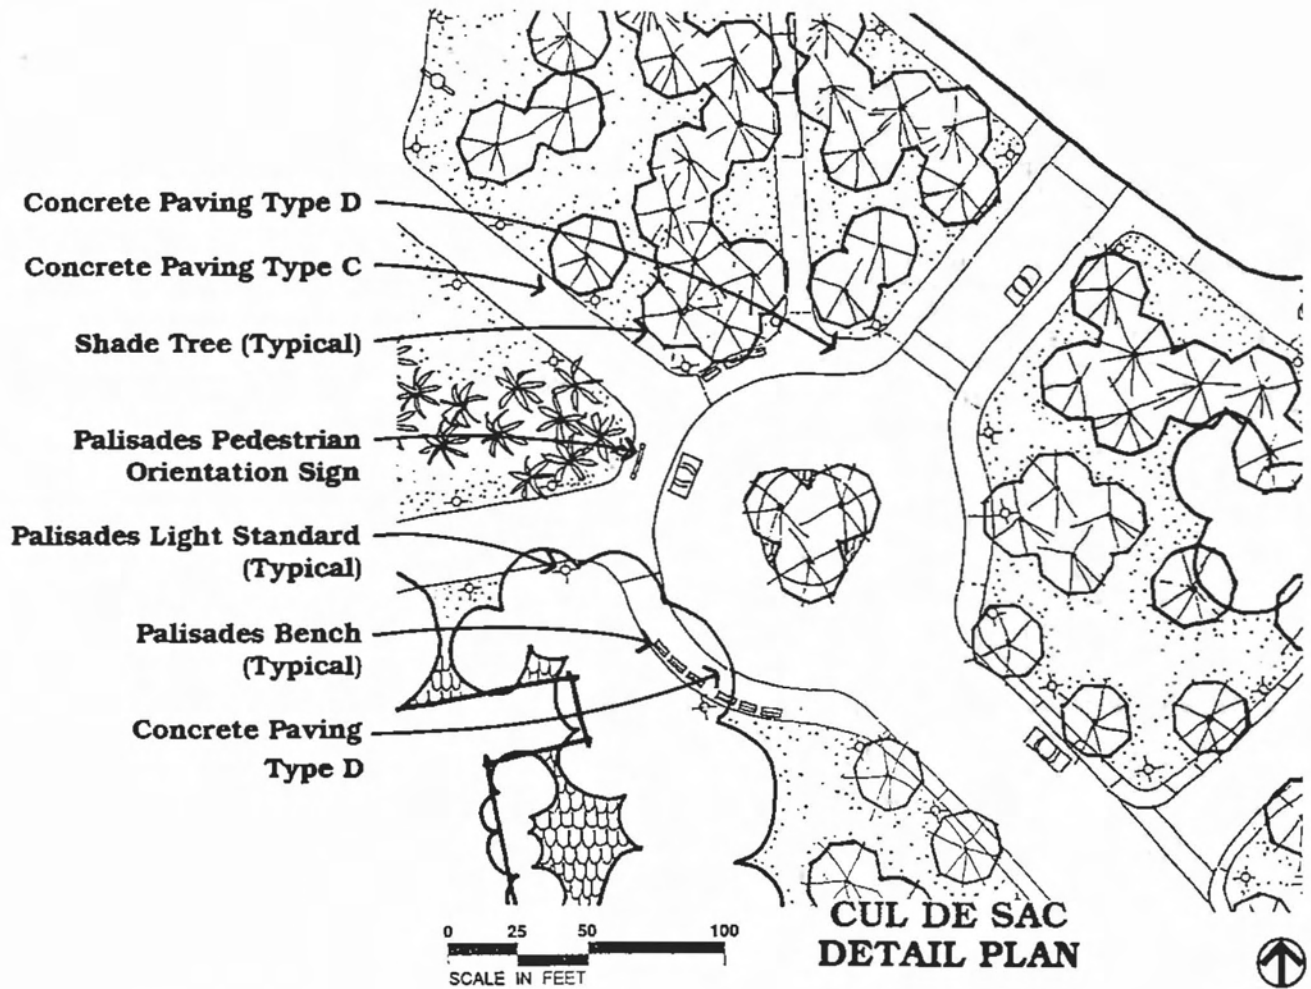 Concrete Paving Type D
Concrete Paving Type C
Shade Tree (Typical)
Palisades Pedestrian
Orientation Sign
Palisades Light Standard
(Typical)
Palisades Bench
(Typical)
Concrete Paving
Type D
0 25 50 100
SCALE IN FEET
CUL DE SAC
DETAIL PLAN